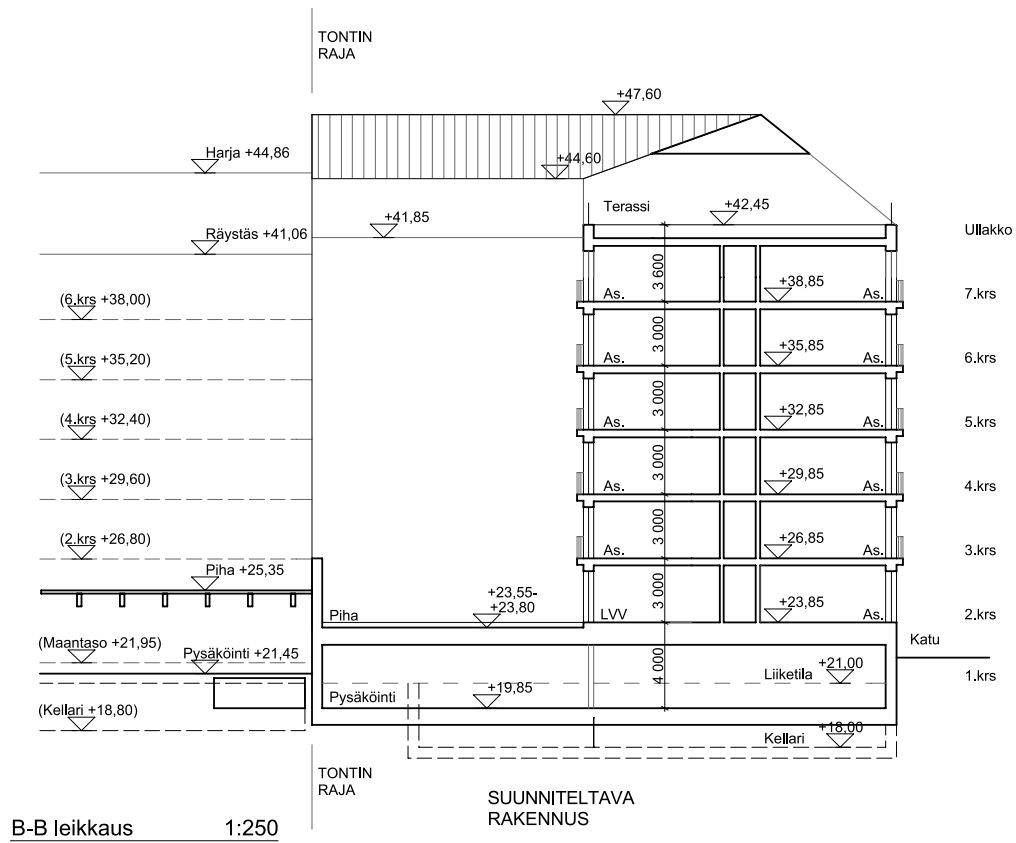 TONTIN
RAJA
+47,60
Harja +44,86
+44,60
Terassi
+42,45
+41,85
Räystäs +41,06
Ullakko
3 600
(6.krs +38,00)
As.
+38,85
As.
7.krs
3 000
(5.krs +35,20)
As.
+35,85
As.
6.krs
3 000
(4.krs +32,40)
As.
+32,85
As.
5.krs
3 000
(3.krs +29,60)
As.
+29,85
As.
4.krs
3 000
(2.krs +26,80)
As.
+26,85
As.
3.krs
Piha +25,35
3 000
+23,55-
+23,80
Piha
LVV
+23,85
As.
2.krs
(Maantaso +21,95)
Katu
Pysäköinti +21,45
4 000
Liiketila
+21,00
1.krs
Pysäköinti
+19,85
(Kellari +18,80)
Kellari
+18,00
TONTIN
RAJA
SUUNNITELTAVA
RAKENNUS
B-B leikkaus 1:250